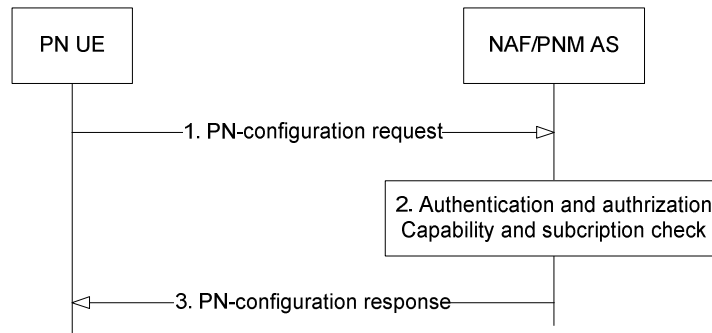 PN UE
NAF/PNM AS
1. PN-configuration request
2. Authentication and authrization
Capability and subcription check
3. PN-configuration response